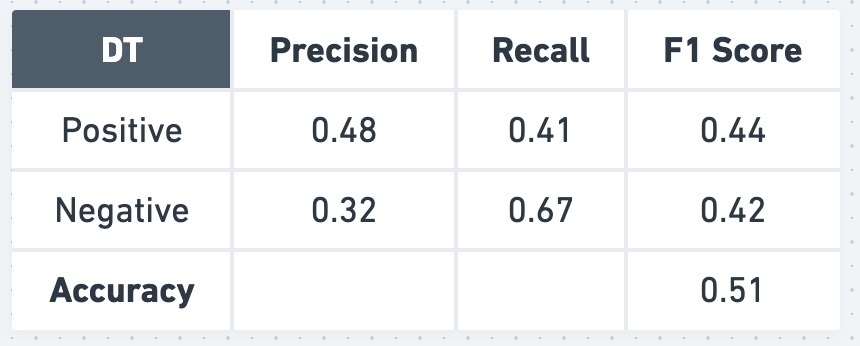 DT Precision Recall F1 Score
Positive 0.48 0.41 0.44
Negative 0.32 0.67 0.42
Accuracy 0.51